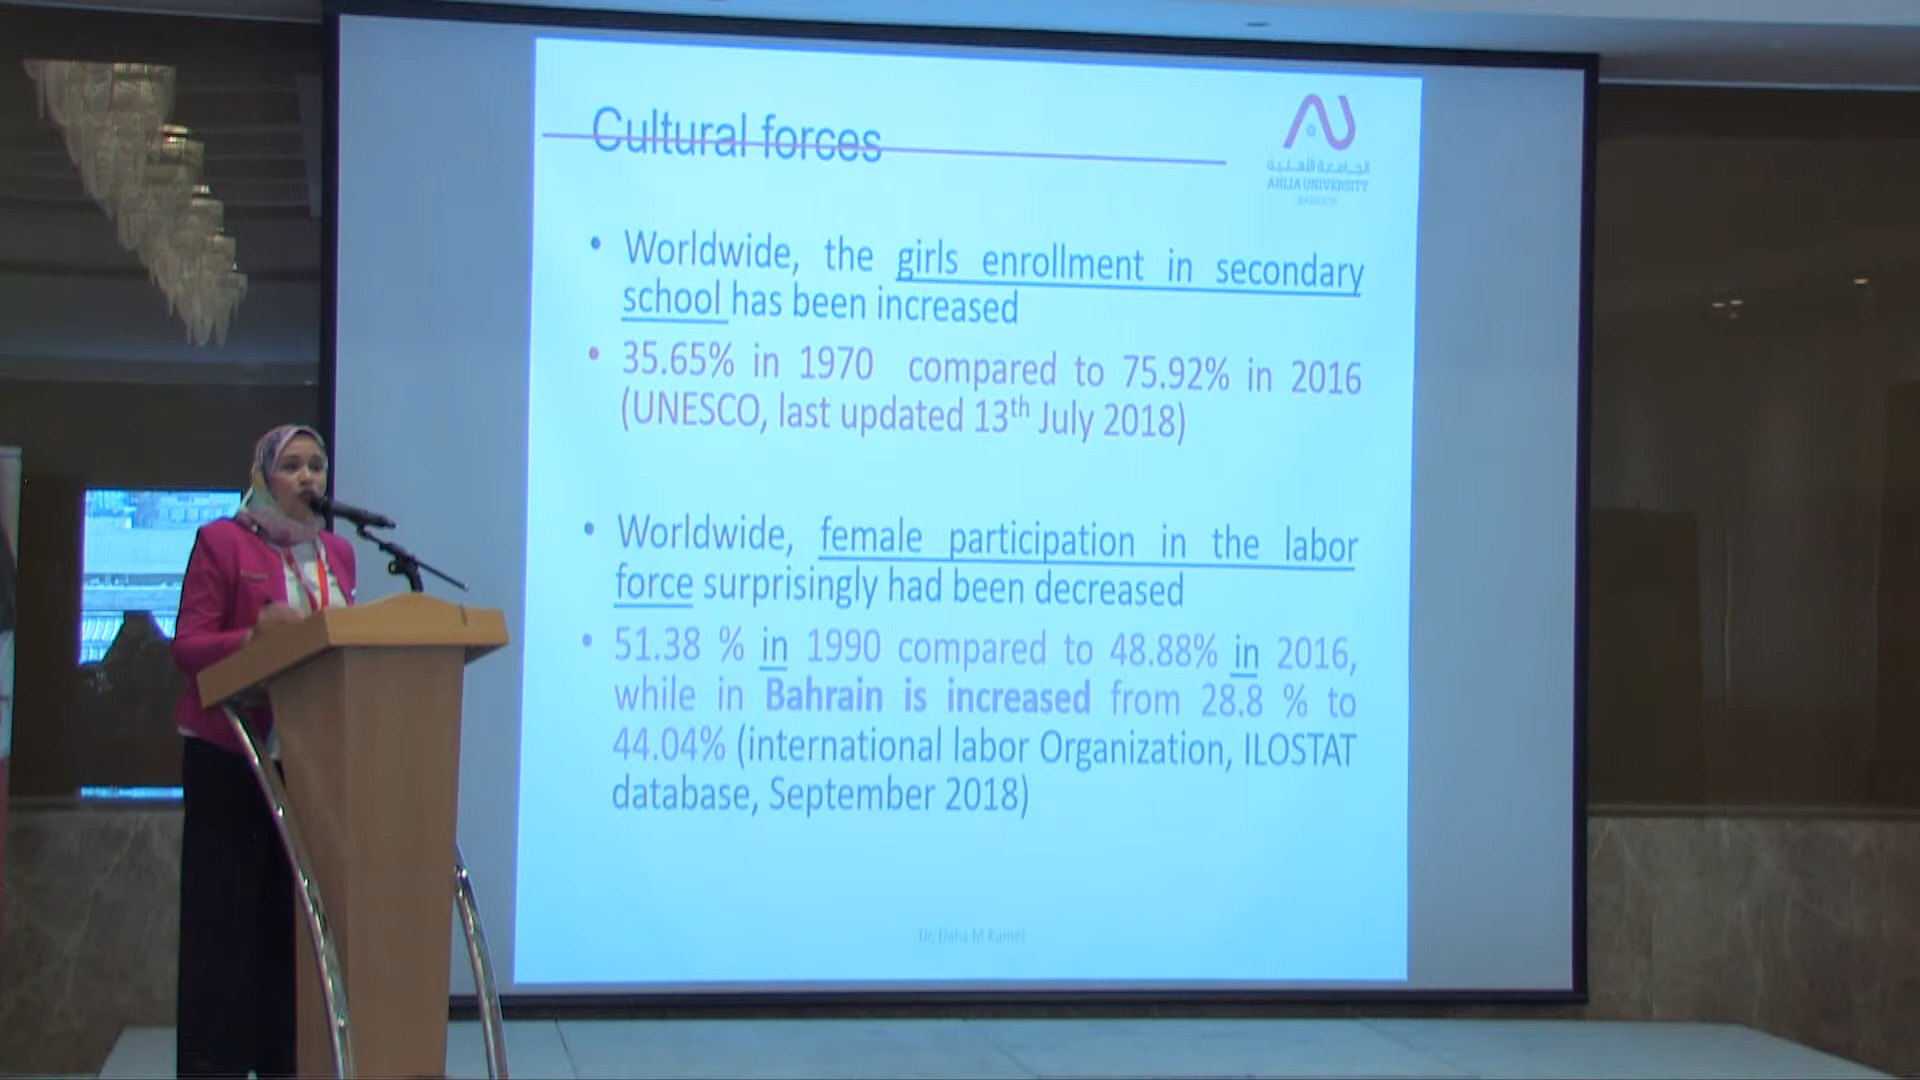 Cultural forces
الجامعة الأهلية
AHLIA UNIVERSITY
BAHRAIN
• Worldwide, the girls enrollment in secondary
school has been increased
• 35.65% in 1970 compared to 75.92% in 2016
(UNESCO, last updated 13th July 2018)
• Worldwide, female participation in the labor
force surprisingly had been decreased
• 51.38 % in 1990 compared to 48.88% in 2016,
while in Bahrain is increased from 28.8 % to
44.04% (international labor Organization, ILOSTAT
database, September 2018)
Dr. Dalia M Kamel